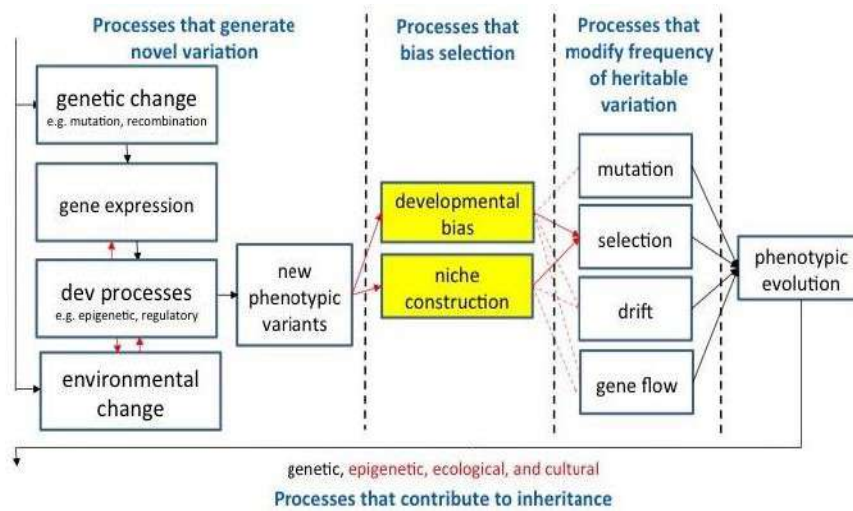 Processes that generate
novel variation
Processes that
bias selection
Processes that
modify frequency
of heritable
variation
genetic change
e.g. mutation, recombination
gene expression
dev processes
e.g. epigenetic, regulatory
environmental
change
new
phenotypic
variants
developmental
bias
niche
construction
mutation
selection
drift
gene flow
phenotypic
evolution
genetic, epigenetic, ecological, and cultural
Processes that contribute to inheritance